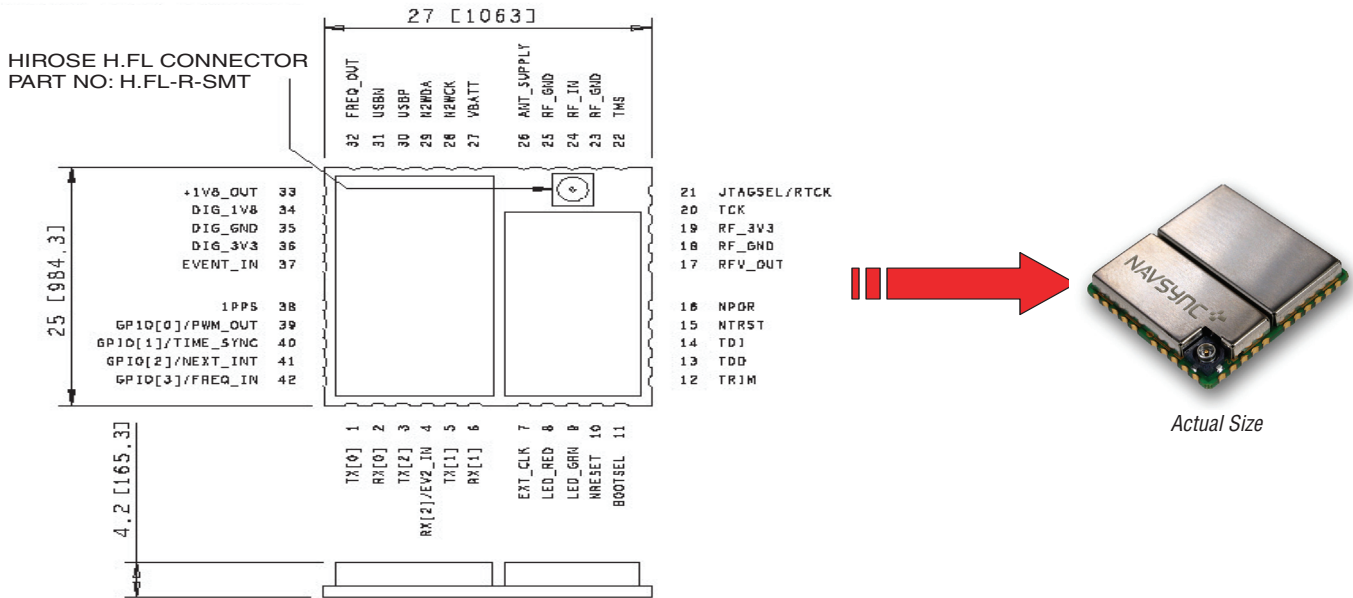 27 [1063]
HIROSE H.FL CONNECTOR
PART NO: H.FL-R-SMT
32 FREQ_OUT
31 USBN
30 USBP
29 N2WDA
28 N2WCK
27 VBATT
26 ANT_SUPPLY
25 RF_GND
24 RF_IN
23 RF_GND
22 TMS
+1V8_OUT 33
DIG_1V8 34
DIG_GND 35
DIG_3V3 36
EVENT_IN 37
1PPS 38
GPIO[0]/PWM_OUT 39
GPIO[1]/TIME_SYNC 40
GPIO[2]/NEXT_INT 41
GPIO[3]/FREQ_IN 42
25 [984.3]
21 JTAGSEL/RTCK
20 TCK
19 RF_3V3
18 RF_GND
17 RFV_OUT
16 NPOR
15 NTRST
14 TDI
13 TDO
12 TRIM
NAVSYNC
Actual Size
TX[0] 1
RX[0] 2
TX[2] 3
RX[2]/EV2_IN 4
TX[1] 5
RX[1] 6
EXT_CLK 7
LED_RED 8
LED_GRN 9
NRESET 10
BOOTSEL 11
4.2 [165.3]